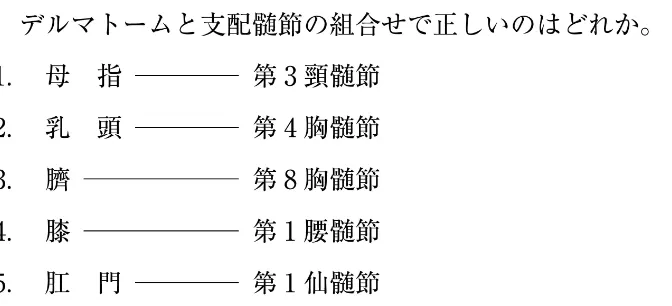 デルマトームと支配髄節の組合せで正しいのはどれか。
1. 母 指 ――― 第3頸髄節
2. 乳 頭 ――― 第4胸髄節
3. 臍 ――――― 第8胸髄節
4. 膝 ――――― 第1腰髄節
5. 肛 門 ――― 第1仙髄節